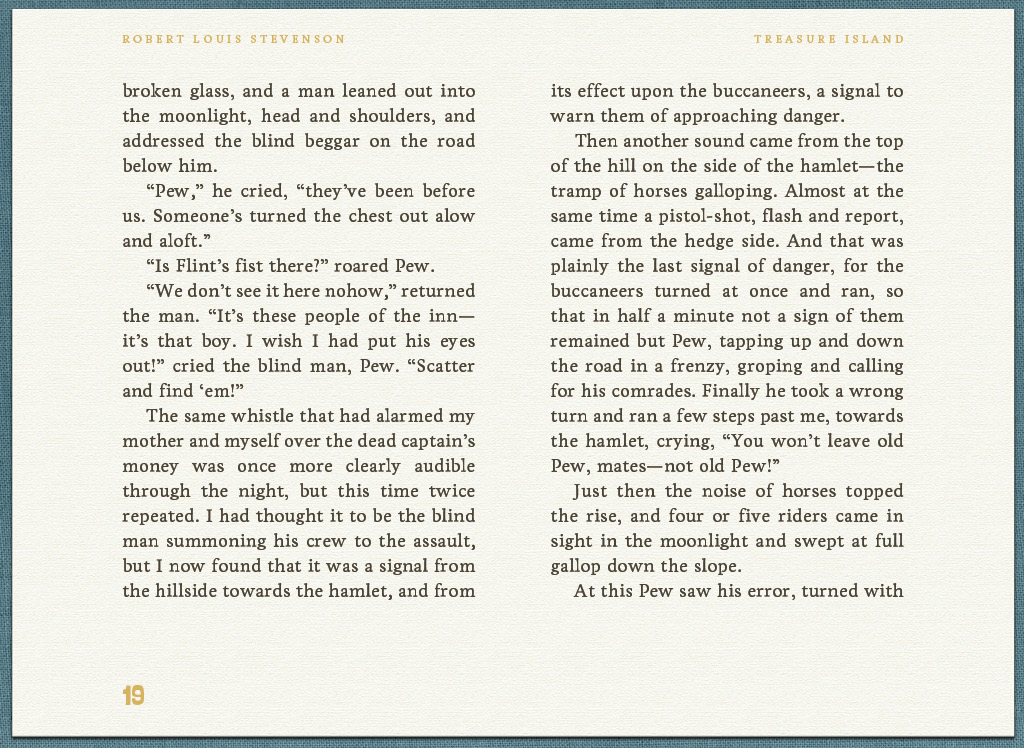 ROBERT LOUIS STEVENSON
TREASURE ISLAND
broken glass, and a man leaned out into
the moonlight, head and shoulders, and
addressed the blind beggar on the road
below him.
“Pew,” he cried, “they’ve been before
us. Someone’s turned the chest out alow
and aloft.”
“Is Flint’s fist there?” roared Pew.
“We don’t see it here nohow,” returned
the man. “It’s these people of the inn—
it’s that boy. I wish I had put his eyes
out!” cried the blind man, Pew. “Scatter
and find ‘em!”
The same whistle that had alarmed my
mother and myself over the dead captain’s
money was once more clearly audible
through the night, but this time twice
repeated. I had thought it to be the blind
man summoning his crew to the assault,
but I now found that it was a signal from
the hillside towards the hamlet, and from
its effect upon the buccaneers, a signal to
warn them of approaching danger.
Then another sound came from the top
of the hill on the side of the hamlet—the
tramp of horses galloping. Almost at the
same time a pistol-shot, flash and report,
came from the hedge side. And that was
plainly the last signal of danger, for the
buccaneers turned at once and ran, so
that in half a minute not a sign of them
remained but Pew, tapping up and down
the road in a frenzy, groping and calling
for his comrades. Finally he took a wrong
turn and ran a few steps past me, towards
the hamlet, crying, “You won’t leave old
Pew, mates—not old Pew!”
Just then the noise of horses topped
the rise, and four or five riders came in
sight in the moonlight and swept at full
gallop down the slope.
At this Pew saw his error, turned with
19